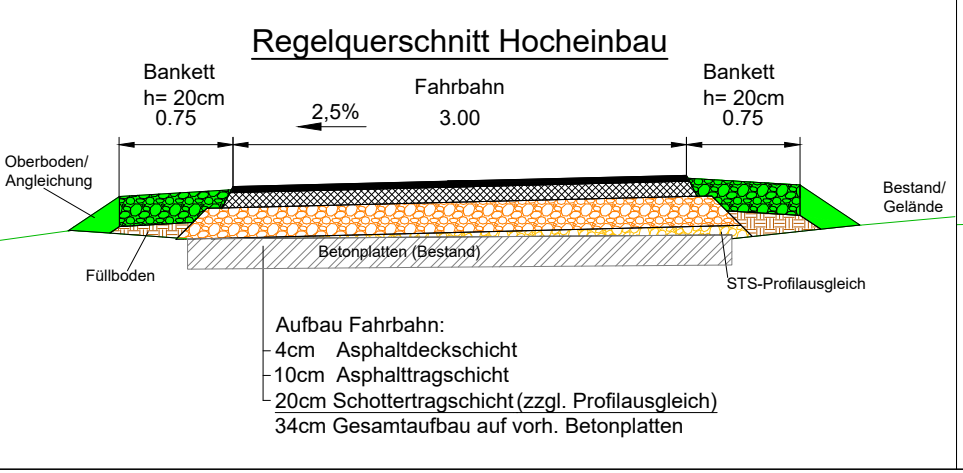 Regelquerschnitt Hocheinbau
Bankett
h= 20cm
0.75
2,5%
Fahrbahn
3.00
Bankett
h= 20cm
0.75
Oberboden/
Angleichung
Bestand/
Gelände
Füllboden
Betonplatten (Bestand)
STS-Profilausgleich
Aufbau Fahrbahn:
4cm Asphaltdeckschicht
10cm Asphalttragschicht
20cm Schottertragschicht (zzgl. Profilausgleich)
34cm Gesamtaufbau auf vorh. Betonplatten